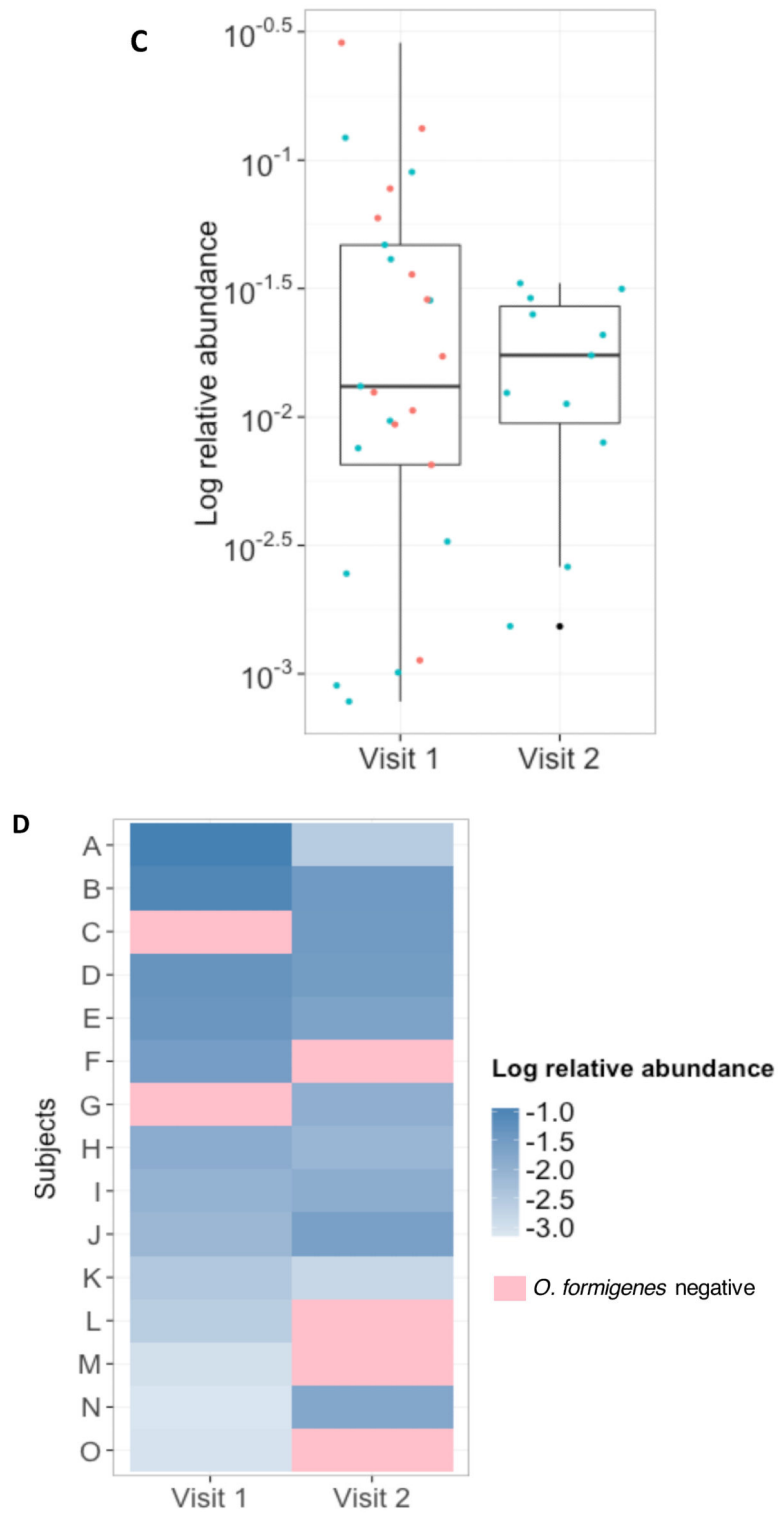 C
10^-0.5
10^-1
10^-1.5
10^-2
10^-2.5
10^-3
Log relative abundance
Visit 1 Visit 2
D
A
B
C
D
E
F
G
H
I
J
K
L
M
N
O
Subjects
Visit 1 Visit 2
Log relative abundance
-1.0
-1.5
-2.0
-2.5
-3.0
O. formigenes negative